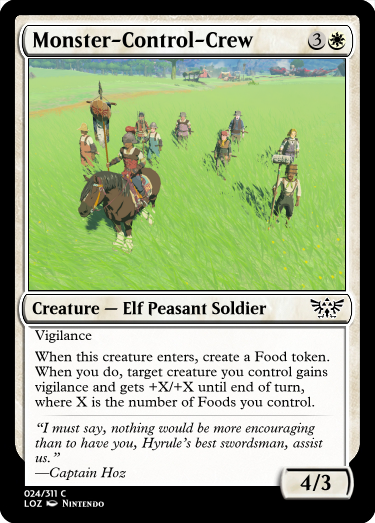 Monster-Control-Crew 3
Creature — Elf Peasant Soldier
Vigilance
When this creature enters, create a Food token.
When you do, target creature you control gains
vigilance and gets +X/+X until end of turn,
where X is the number of Foods you control.
“I must say, nothing would be more encouraging
than to have you, Hyrule’s best swordsman, assist
us.”
—Captain Hoz
4/3
024/311 C
LOZ Nintendo